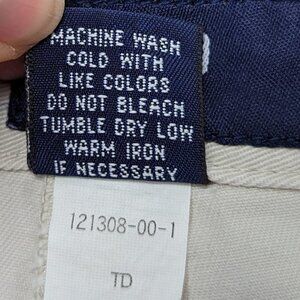 MACHINE WASH
COLD WITH
LIKE COLORS
DO NOT BLEACH
TUMBLE DRY LOW
WARM IRON
IF NECESSARY
121308-00-1
TD